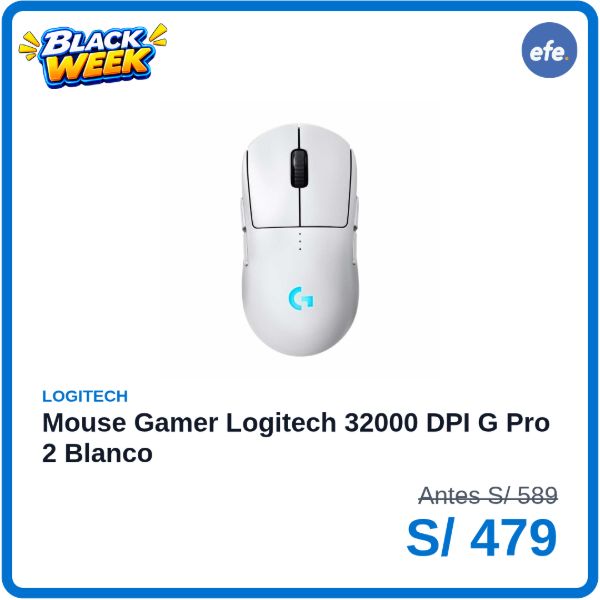 BLACK
WEEK
efe.
LOGITECH
Mouse Gamer Logitech 32000 DPI G Pro
2 Blanco
Antes S/ 589
S/ 479